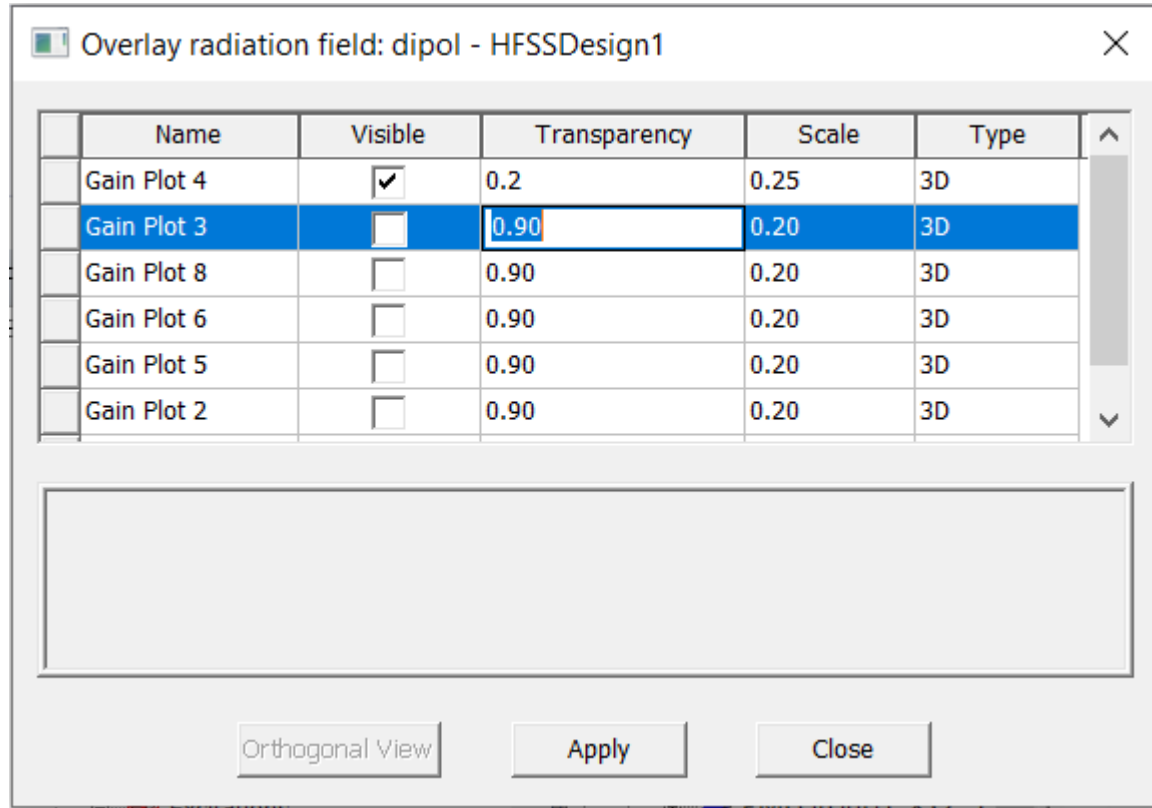 Overlay radiation field: dipol - HFSSDesign1
Name Visible Transparency Scale Type
Gain Plot 4 0.2 0.25 3D
Gain Plot 3 0.90 0.20 3D
Gain Plot 8 0.90 0.20 3D
Gain Plot 6 0.90 0.20 3D
Gain Plot 5 0.90 0.20 3D
Gain Plot 2 0.90 0.20 3D
Orthogonal View Apply Close